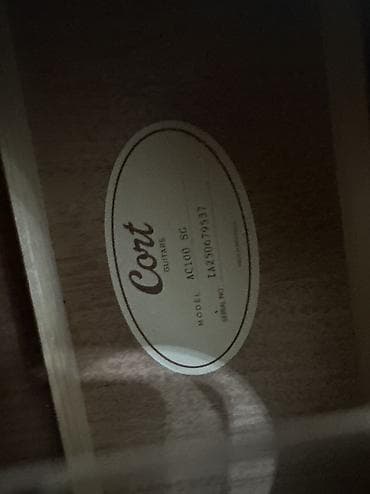 Cort
GUITARS
MODEL AC100 SG
SERIAL NO. IA250679537